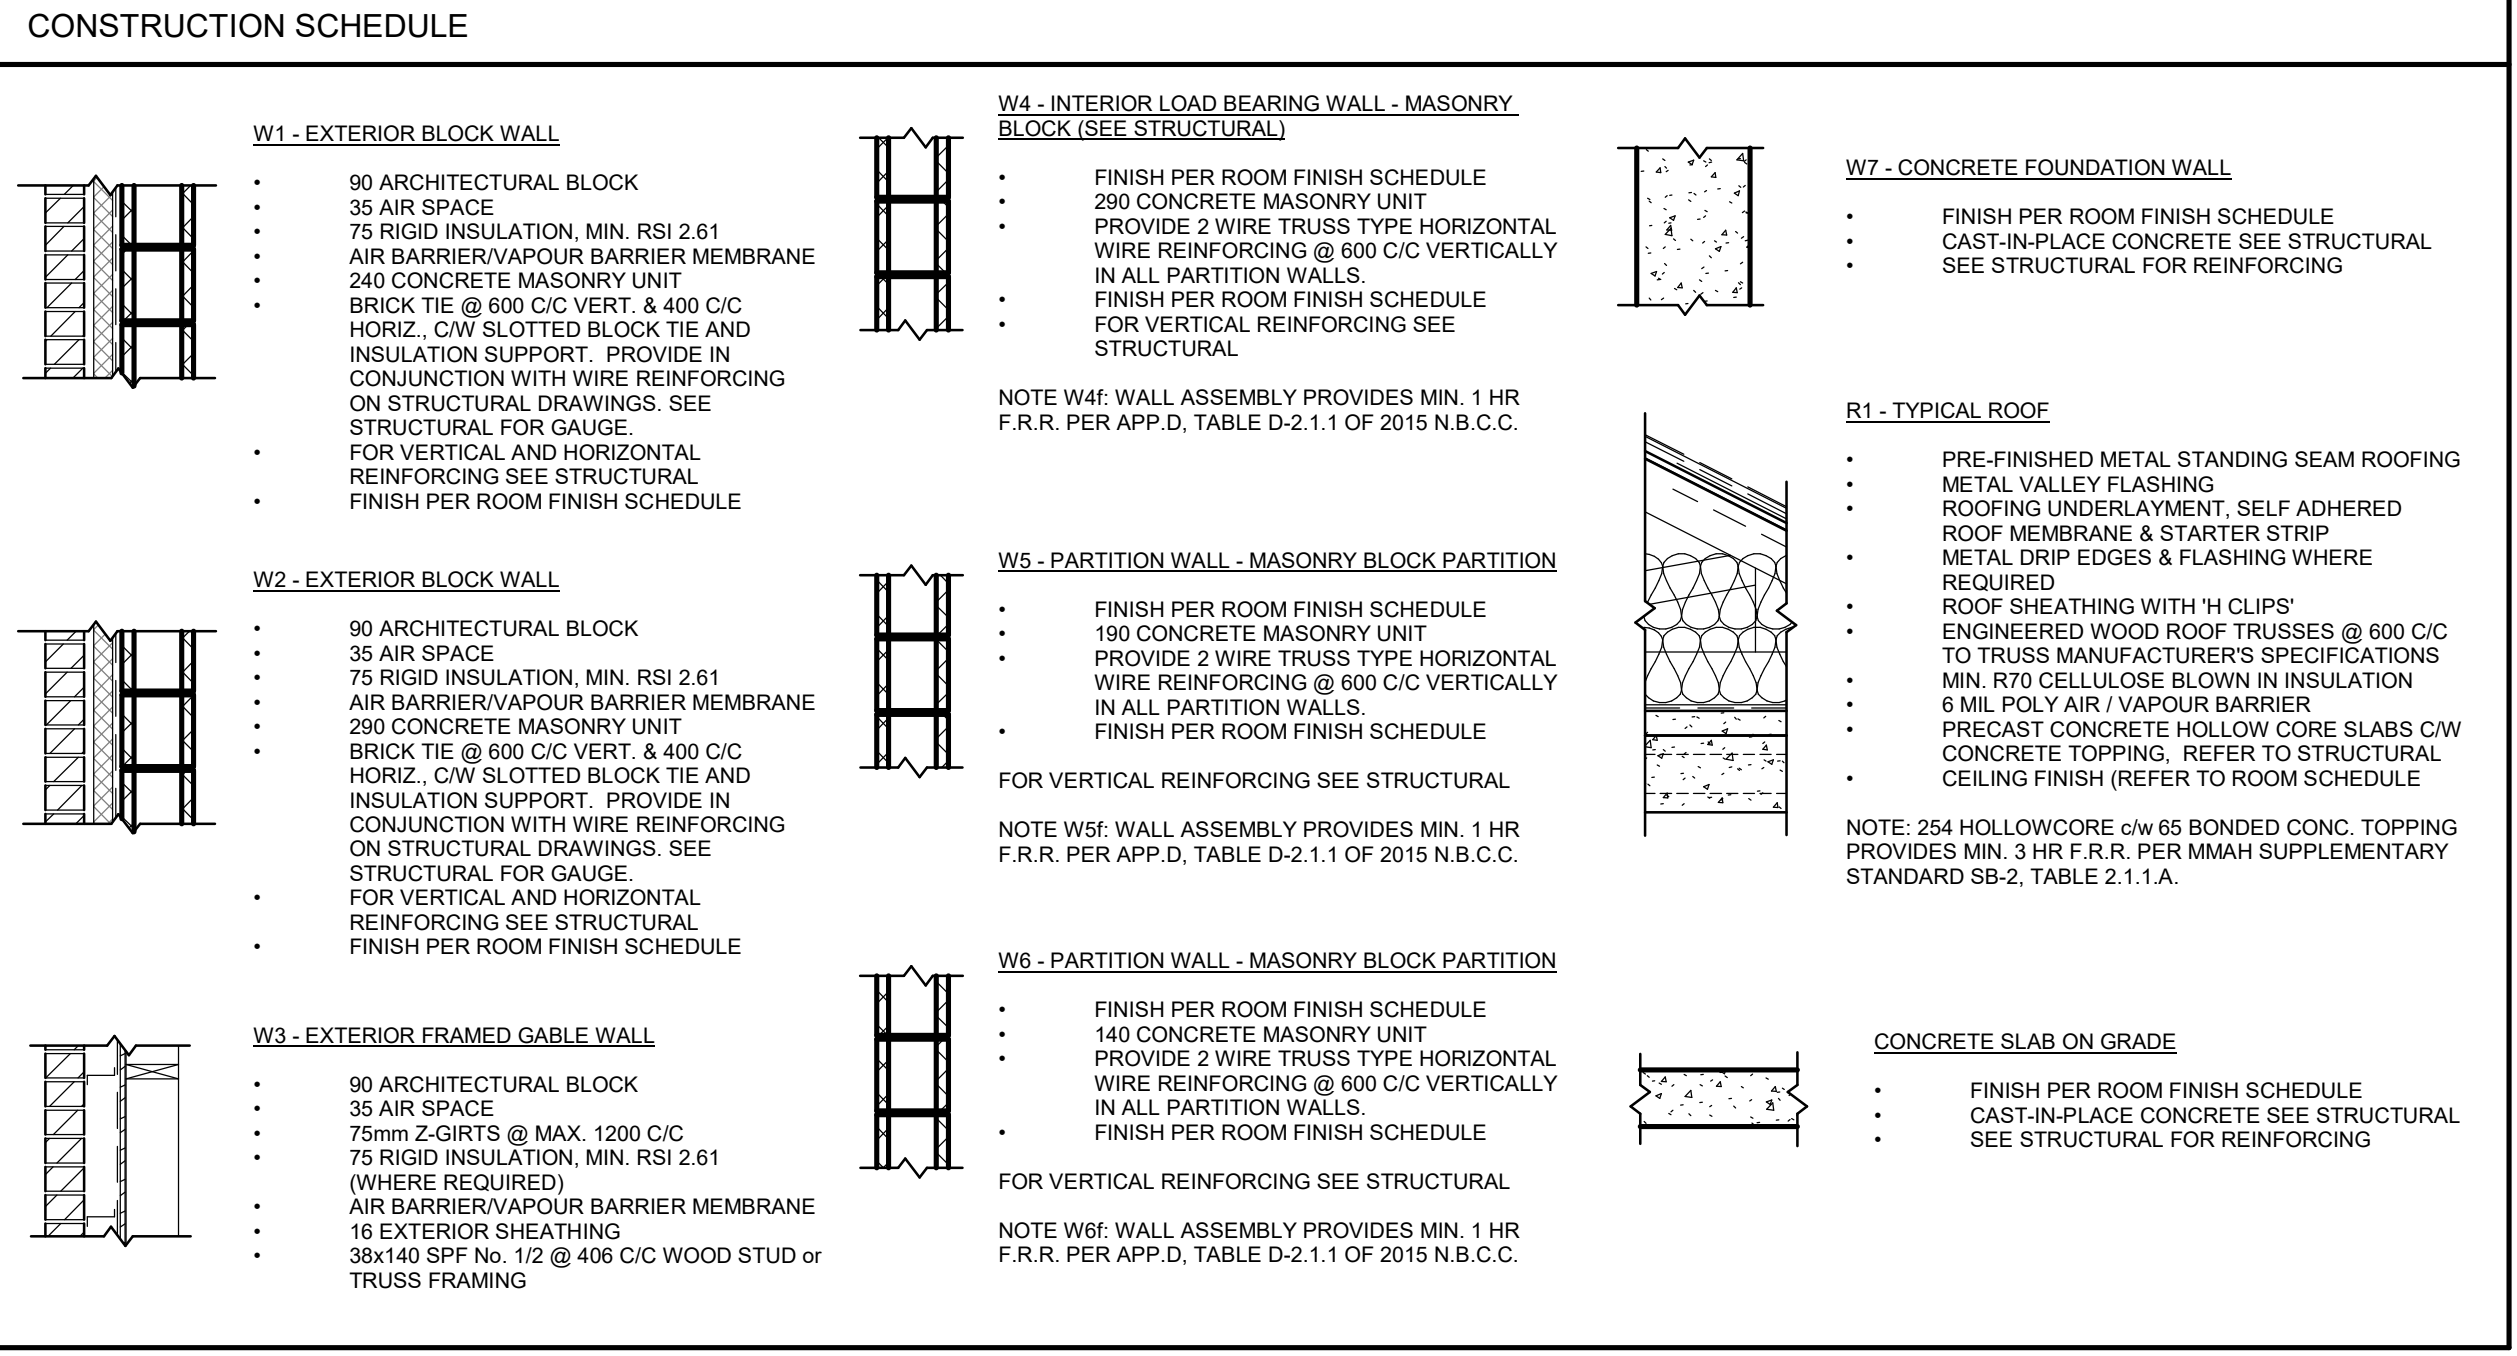 CONSTRUCTION SCHEDULE
W1 - EXTERIOR BLOCK WALL
• 90 ARCHITECTURAL BLOCK
• 35 AIR SPACE
• 75 RIGID INSULATION, MIN. RSI 2.61
• AIR BARRIER/VAPOUR BARRIER MEMBRANE
• 240 CONCRETE MASONRY UNIT
• BRICK TIE @ 600 C/C VERT. & 400 C/C
HORIZ., C/W SLOTTED BLOCK TIE AND
INSULATION SUPPORT. PROVIDE IN
CONJUNCTION WITH WIRE REINFORCING
ON STRUCTURAL DRAWINGS. SEE
STRUCTURAL FOR GAUGE.
• FOR VERTICAL AND HORIZONTAL
REINFORCING SEE STRUCTURAL
• FINISH PER ROOM FINISH SCHEDULE
W2 - EXTERIOR BLOCK WALL
• 90 ARCHITECTURAL BLOCK
• 35 AIR SPACE
• 75 RIGID INSULATION, MIN. RSI 2.61
• AIR BARRIER/VAPOUR BARRIER MEMBRANE
• 290 CONCRETE MASONRY UNIT
• BRICK TIE @ 600 C/C VERT. & 400 C/C
HORIZ., C/W SLOTTED BLOCK TIE AND
INSULATION SUPPORT. PROVIDE IN
CONJUNCTION WITH WIRE REINFORCING
ON STRUCTURAL DRAWINGS. SEE
STRUCTURAL FOR GAUGE.
• FOR VERTICAL AND HORIZONTAL
REINFORCING SEE STRUCTURAL
• FINISH PER ROOM FINISH SCHEDULE
W3 - EXTERIOR FRAMED GABLE WALL
• 90 ARCHITECTURAL BLOCK
• 35 AIR SPACE
• 75mm Z-GIRTS @ MAX. 1200 C/C
• 75 RIGID INSULATION, MIN. RSI 2.61
(WHERE REQUIRED)
• AIR BARRIER/VAPOUR BARRIER MEMBRANE
• 16 EXTERIOR SHEATHING
• 38x140 SPF No. 1/2 @ 406 C/C WOOD STUD or
TRUSS FRAMING
W4 - INTERIOR LOAD BEARING WALL - MASONRY
BLOCK (SEE STRUCTURAL)
• FINISH PER ROOM FINISH SCHEDULE
• 290 CONCRETE MASONRY UNIT
• PROVIDE 2 WIRE TRUSS TYPE HORIZONTAL
WIRE REINFORCING @ 600 C/C VERTICALLY
IN ALL PARTITION WALLS.
• FINISH PER ROOM FINISH SCHEDULE
• FOR VERTICAL REINFORCING SEE
STRUCTURAL
NOTE W4f: WALL ASSEMBLY PROVIDES MIN. 1 HR
F.R.R. PER APP.D, TABLE D-2.1.1 OF 2015 N.B.C.C.
W5 - PARTITION WALL - MASONRY BLOCK PARTITION
• FINISH PER ROOM FINISH SCHEDULE
• 190 CONCRETE MASONRY UNIT
• PROVIDE 2 WIRE TRUSS TYPE HORIZONTAL
WIRE REINFORCING @ 600 C/C VERTICALLY
IN ALL PARTITION WALLS.
• FINISH PER ROOM FINISH SCHEDULE
FOR VERTICAL REINFORCING SEE STRUCTURAL
NOTE W5f: WALL ASSEMBLY PROVIDES MIN. 1 HR
F.R.R. PER APP.D, TABLE D-2.1.1 OF 2015 N.B.C.C.
W6 - PARTITION WALL - MASONRY BLOCK PARTITION
• FINISH PER ROOM FINISH SCHEDULE
• 140 CONCRETE MASONRY UNIT
• PROVIDE 2 WIRE TRUSS TYPE HORIZONTAL
WIRE REINFORCING @ 600 C/C VERTICALLY
IN ALL PARTITION WALLS.
• FINISH PER ROOM FINISH SCHEDULE
FOR VERTICAL REINFORCING SEE STRUCTURAL
NOTE W6f: WALL ASSEMBLY PROVIDES MIN. 1 HR
F.R.R. PER APP.D, TABLE D-2.1.1 OF 2015 N.B.C.C.
W7 - CONCRETE FOUNDATION WALL
• FINISH PER ROOM FINISH SCHEDULE
• CAST-IN-PLACE CONCRETE SEE STRUCTURAL
• SEE STRUCTURAL FOR REINFORCING
R1 - TYPICAL ROOF
• PRE-FINISHED METAL STANDING SEAM ROOFING
• METAL VALLEY FLASHING
• ROOFING UNDERLAYMENT, SELF ADHERED
ROOF MEMBRANE & STARTER STRIP
• METAL DRIP EDGES & FLASHING WHERE
REQUIRED
• ROOF SHEATHING WITH 'H CLIPS'
• ENGINEERED WOOD ROOF TRUSSES @ 600 C/C
TO TRUSS MANUFACTURER'S SPECIFICATIONS
• MIN. R70 CELLULOSE BLOWN IN INSULATION
• 6 MIL POLY AIR / VAPOUR BARRIER
• PRECAST CONCRETE HOLLOW CORE SLABS C/W
CONCRETE TOPPING, REFER TO STRUCTURAL
• CEILING FINISH (REFER TO ROOM SCHEDULE
NOTE: 254 HOLLOWCORE c/w 65 BONDED CONC. TOPPING
PROVIDES MIN. 3 HR F.R.R. PER MMAH SUPPLEMENTARY
STANDARD SB-2, TABLE 2.1.1.A.
CONCRETE SLAB ON GRADE
• FINISH PER ROOM FINISH SCHEDULE
• CAST-IN-PLACE CONCRETE SEE STRUCTURAL
• SEE STRUCTURAL FOR REINFORCING